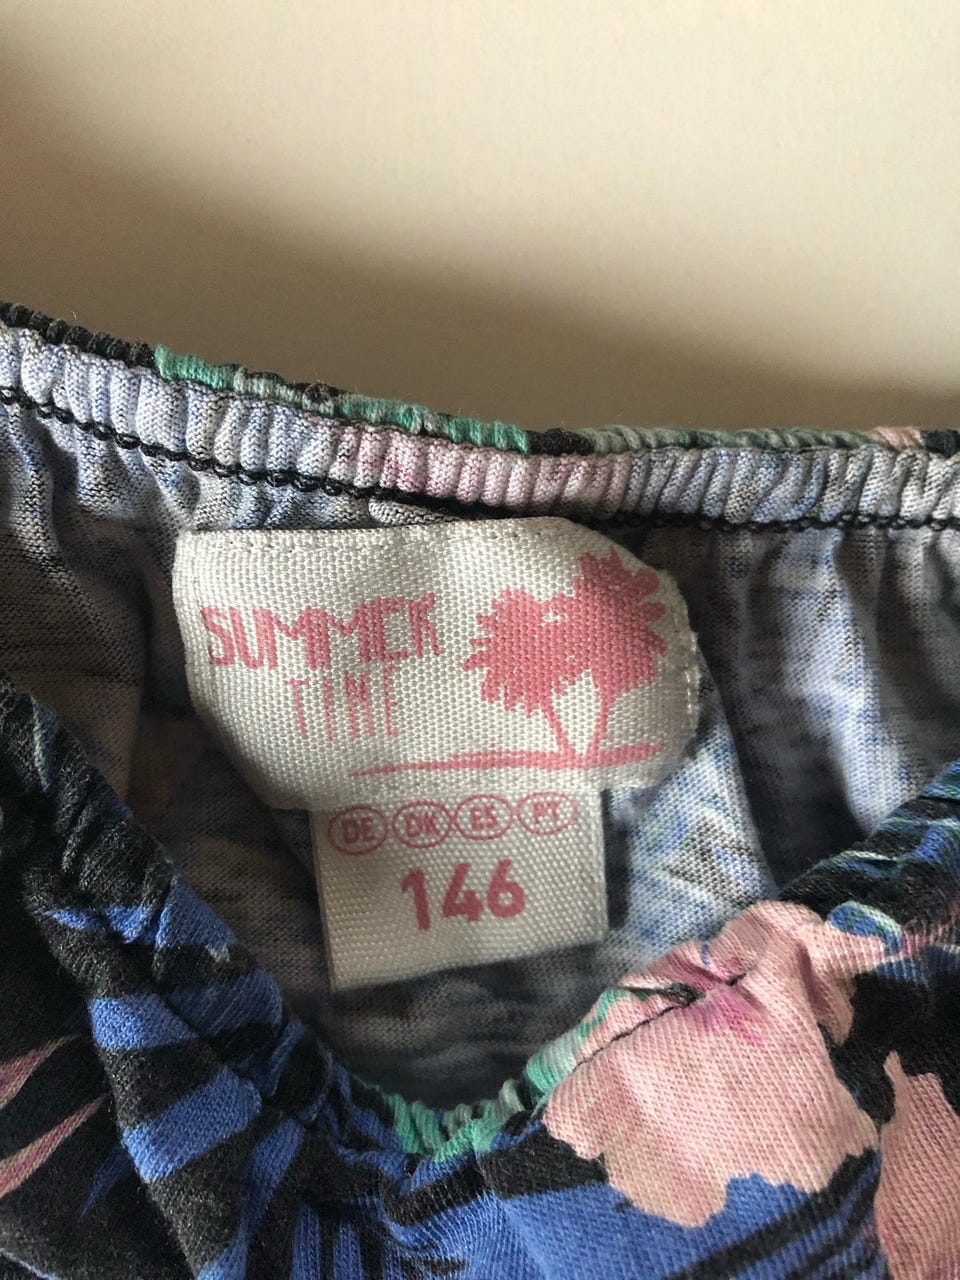 SUMMER
TIME
DE DK ES PT
146